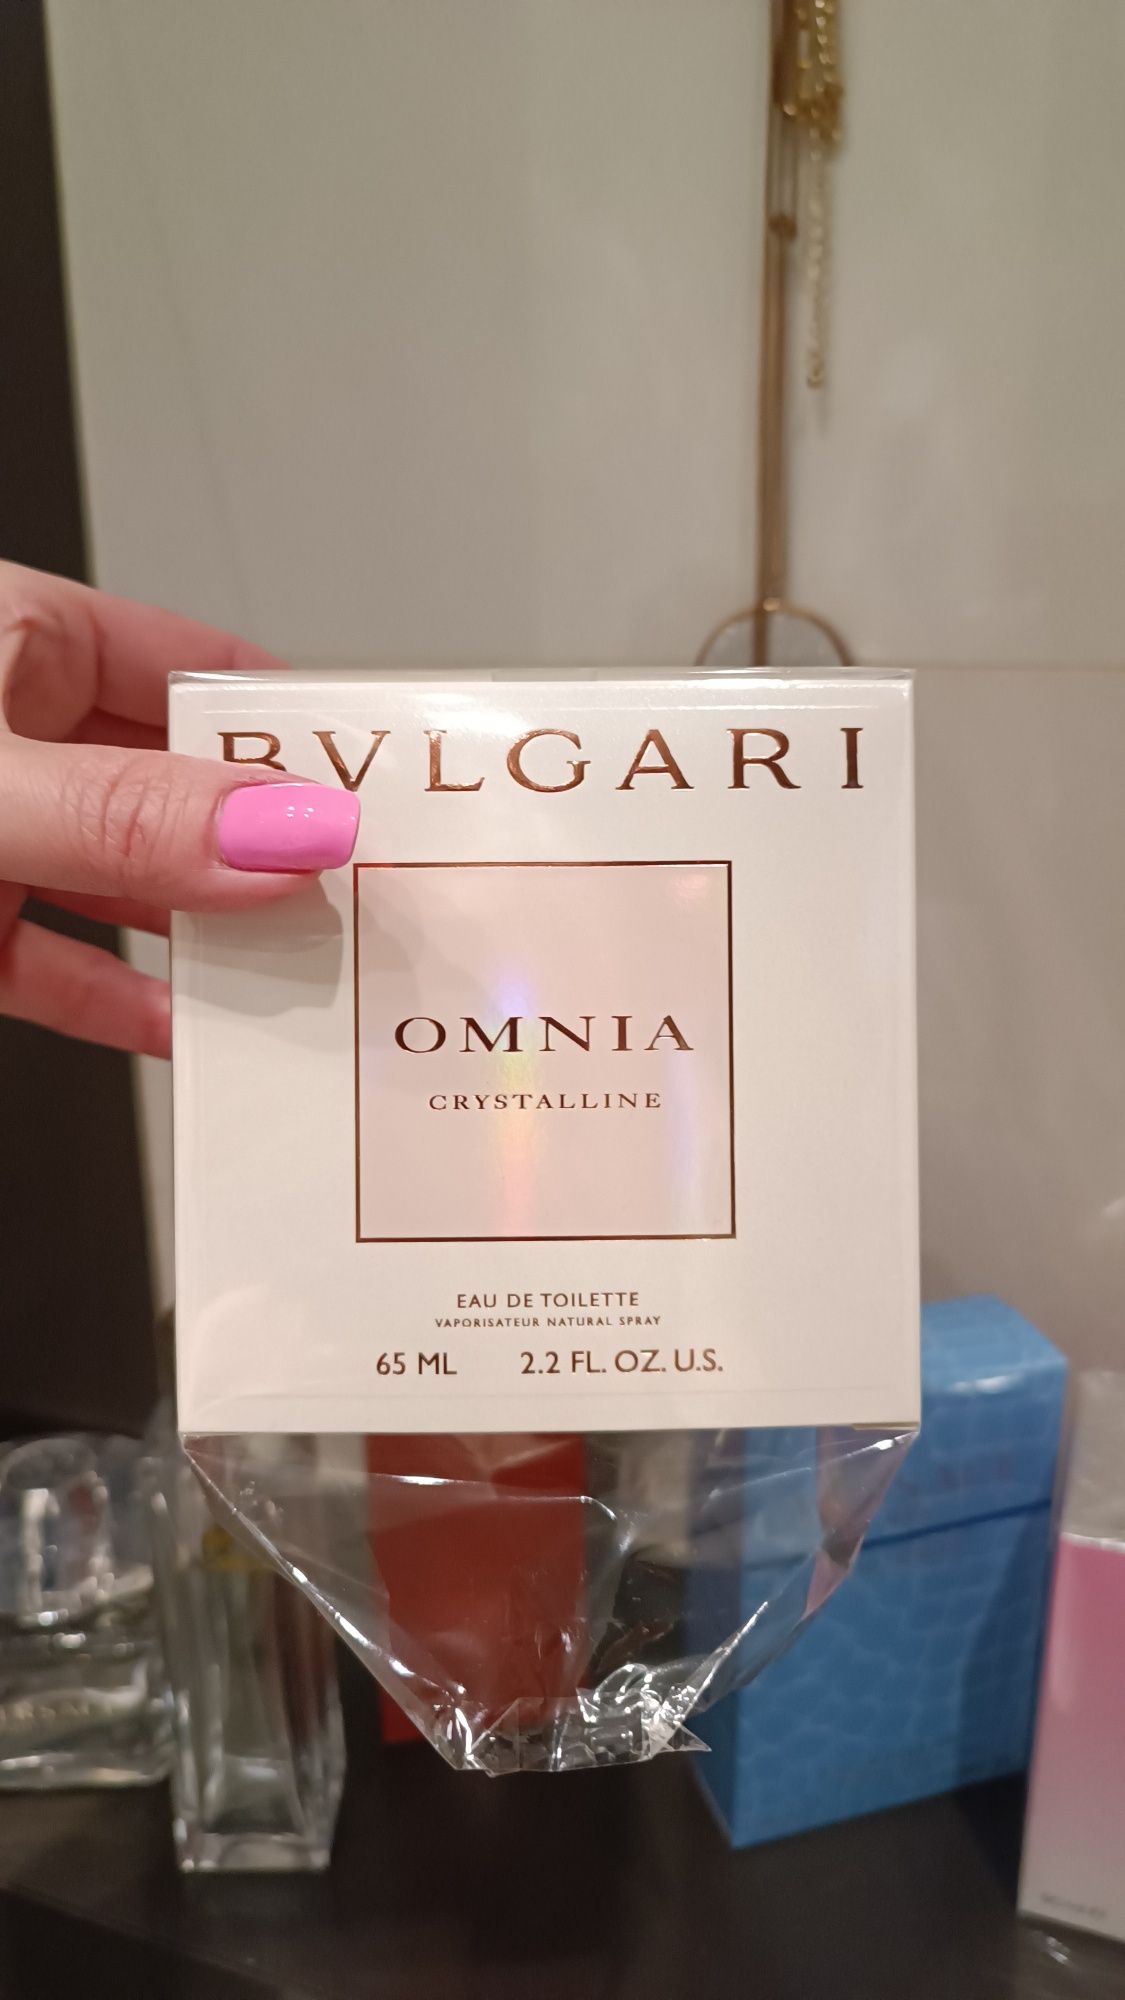 BVLGARI
OMNIA
CRYSTALLINE
EAU DE TOILETTE
VAPORISATEUR NATURAL SPRAY
65 ML 2.2 FL. OZ. U.S.